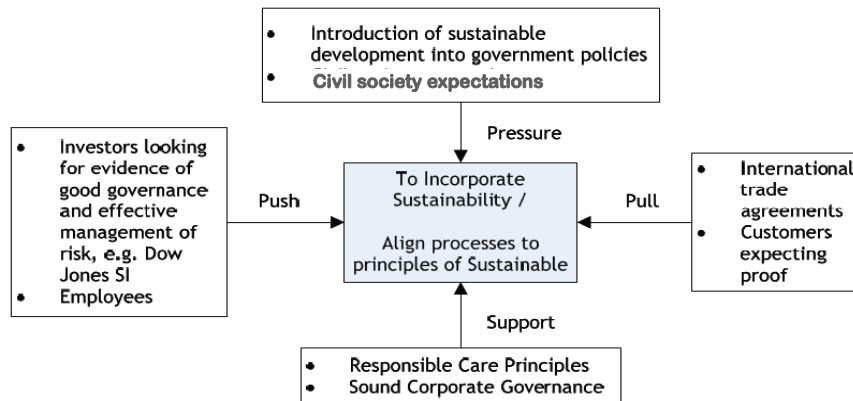 • Introduction of sustainable
development into government policies
• Civil society expectations
Pressure
• Investors looking
for evidence of
good governance
and effective
management of
risk, e.g. Dow
Jones SI
• Employees
Push
To Incorporate
Sustainability /
Align processes to
principles of Sustainable
Pull
• International
trade
agreements
• Customers
expecting
proof
Support
• Responsible Care Principles
• Sound Corporate Governance